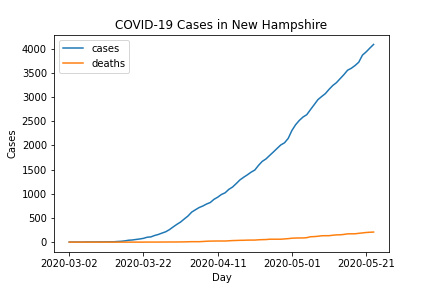 COVID-19 Cases in New Hampshire
cases
deaths
4000
3500
3000
2500
2000
1500
1000
500
0
Cases
2020-03-02 2020-03-22 2020-04-11 2020-05-01 2020-05-21
Day